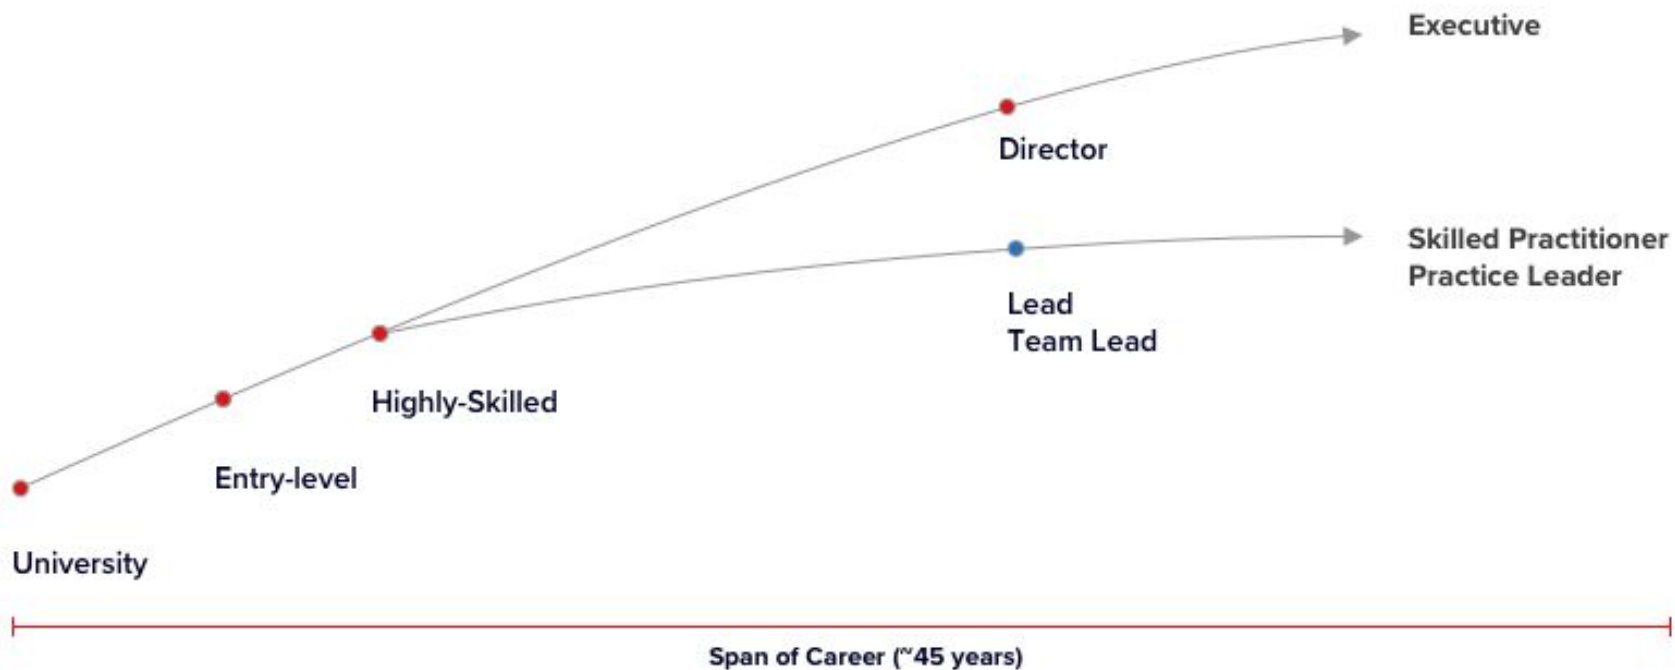 Executive
Director
Skilled Practitioner
Practice Leader
Lead
Team Lead
Highly-Skilled
Entry-level
University
Span of Career (~45 years)